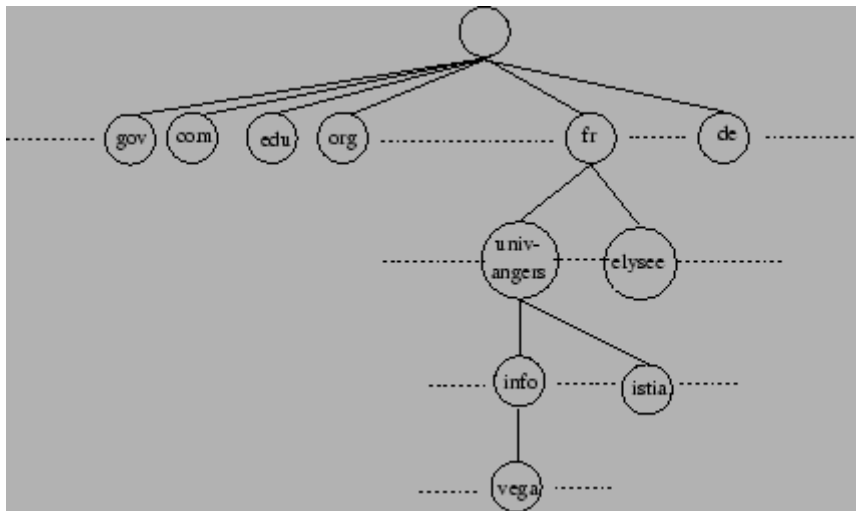 gov
com
edu
org
fr
de
univ-
angers
elysee
info
istia
vega